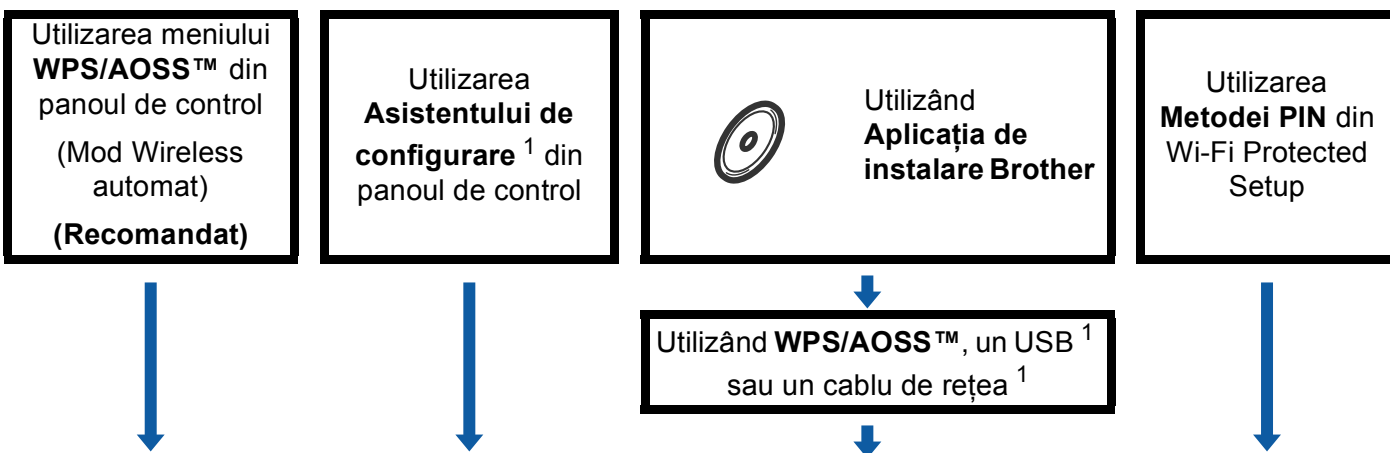 Utilizarea meniului
WPS/AOSS™ din
panoul de control
(Mod Wireless
automat)
(Recomandat)
Utilizarea
Asistentului de
configurare 1 din
panoul de control
Utilizând
Aplicația de
instalare Brother
Utilizând WPS/AOSS™, un USB 1
sau un cablu de rețea 1
Utilizarea
Metodei PIN din
Wi-Fi Protected
Setup